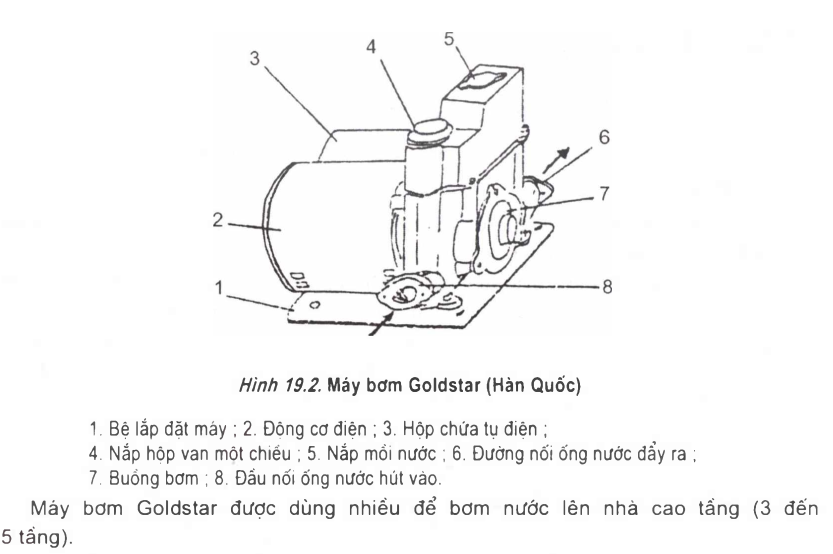 5
4
3
6
7
2
8
1
Hình 19.2. Máy bơm Goldstar (Hàn Quốc)
1. Bệ lắp đặt máy ; 2. Động cơ điện ; 3. Hộp chứa tụ điện ;
4. Nắp hộp van một chiều ; 5. Nắp mồi nước ; 6. Đường nối ống nước đẩy ra ;
7. Buồng bơm ; 8. Đầu nối ống nước hút vào.
Máy bơm Goldstar được dùng nhiều để bơm nước lên nhà cao tầng (3 đến
5 tầng).